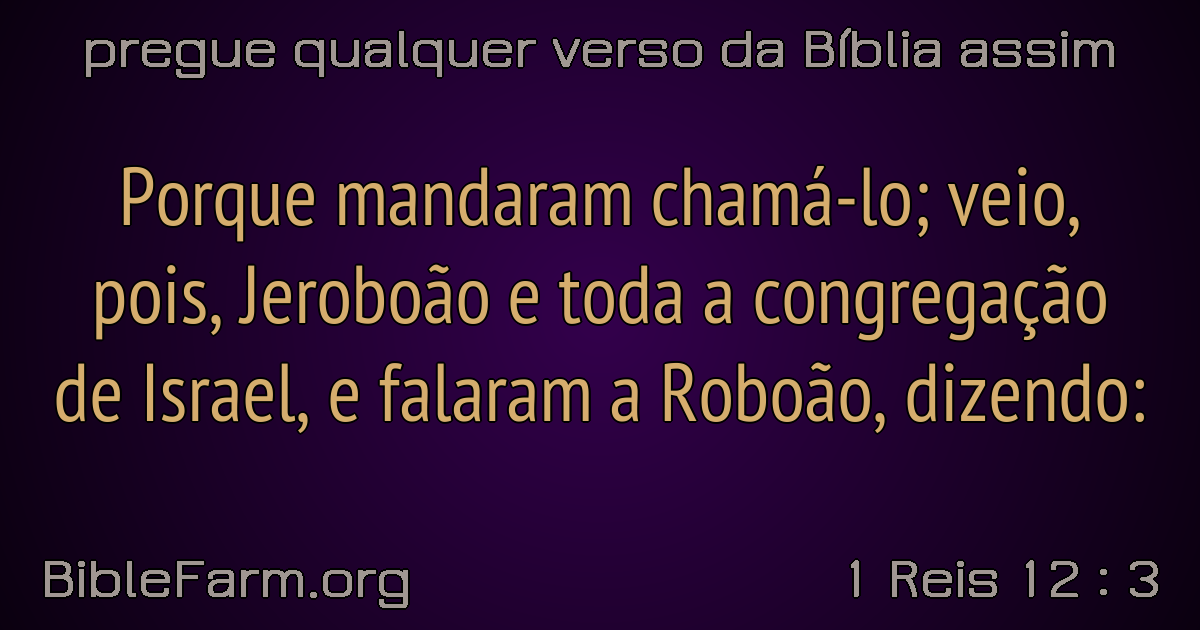 pregue qualquer verso da Bíblia assim
Porque mandaram chamá-lo; veio,
pois, Jeroboão e toda a congregação
de Israel, e falaram a Roboão, dizendo:
BibleFarm.org
1 Reis 12 : 3